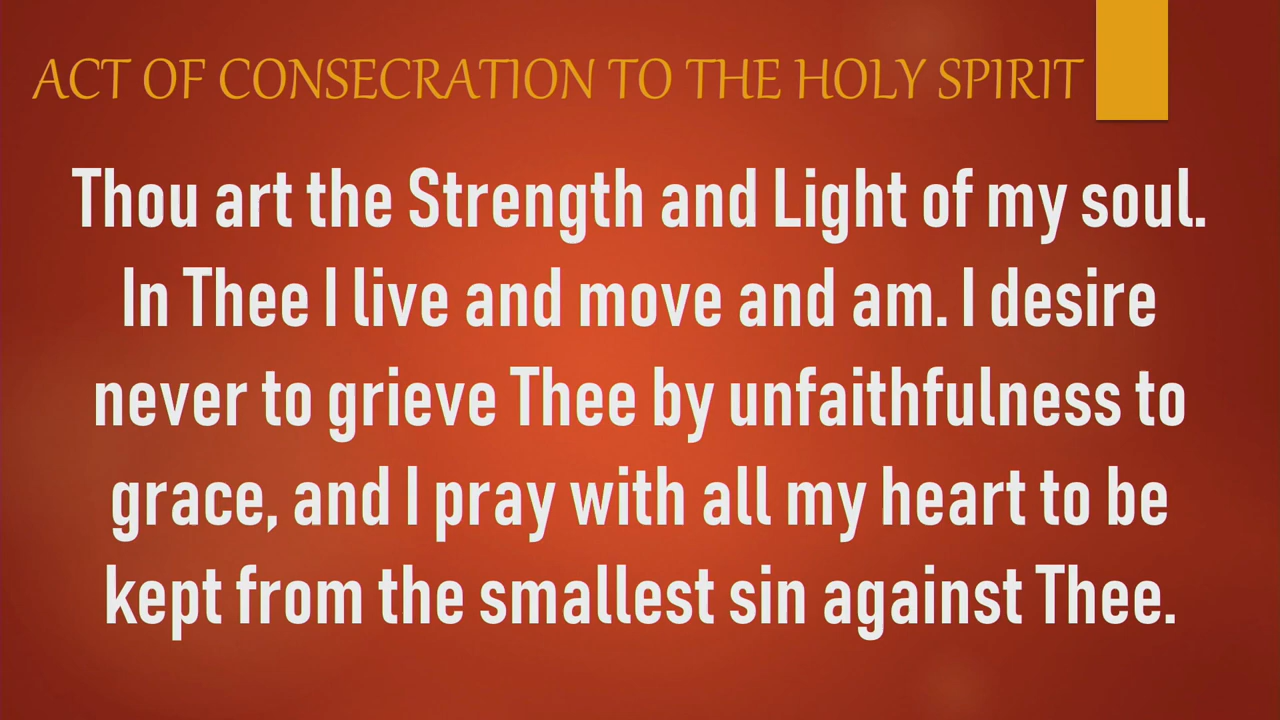 ACT OF CONSECRATION TO THE HOLY SPIRIT
Thou art the Strength and Light of my soul.
In Thee I live and move and am. I desire
never to grieve Thee by unfaithfulness to
grace, and I pray with all my heart to be
kept from the smallest sin against Thee.